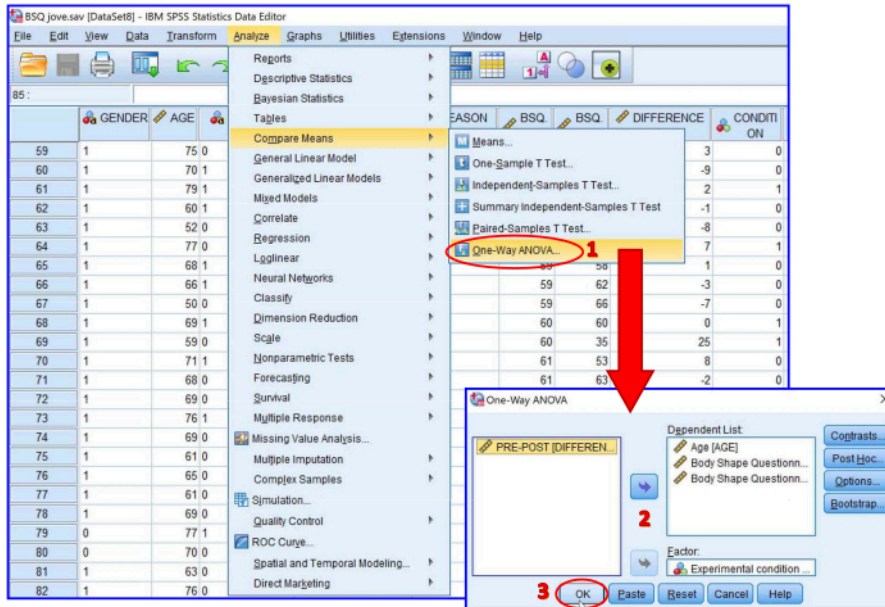 BSQ jove.sav [DataSet8] - IBM SPSS Statistics Data Editor
File Edit View Data Transform Analyze Graphs Utilities Extensions Window Help
85 :
GENDER AGE EASON BSQ. BSQ. DIFFERENCE CONDITI
ON
59 1 75 0 3 0
60 1 70 1 -9 0
61 1 79 1 2 1
62 1 60 1 -1 0
63 1 52 0 -8 0
64 1 77 0 7 1
65 1 68 1 59 58 1 0
66 1 66 1 59 62 -3 0
67 1 50 0 59 66 -7 0
68 1 69 1 60 60 0 1
69 1 59 0 60 35 25 1
70 1 71 1 61 53 8 0
71 1 68 0 61 63 -2 0
72 1 69 0
73 1 76 1
74 1 69 0
75 1 61 0
76 1 65 0
77 1 61 0
78 1 69 0
79 0 77 1
80 0 70 0
81 1 63 0
82 1 76 0
Reports
Descriptive Statistics
Bayesian Statistics
Tables
Compare Means
General Linear Model
Generalized Linear Models
Mixed Models
Correlate
Regression
Loglinear
Neural Networks
Classify
Dimension Reduction
Scale
Nonparametric Tests
Forecasting
Survival
Multiple Response
Missing Value Analysis...
Multiple Imputation
Complex Samples
Simulation...
Quality Control
ROC Curve...
Spatial and Temporal Modeling...
Direct Marketing
Means...
One-Sample T Test...
Independent-Samples T Test...
Summary Independent-Samples T Test
Paired-Samples T Test...
One-Way ANOVA... 1
One-Way ANOVA
Dependent List:
PRE-POST [DIFFEREN...
Age [AGE]
Body Shape Questionn...
Body Shape Questionn...
Contrasts...
Post Hoc...
Options...
Bootstrap...
2
Factor:
Experimental condition ...
3 OK Paste Reset Cancel Help